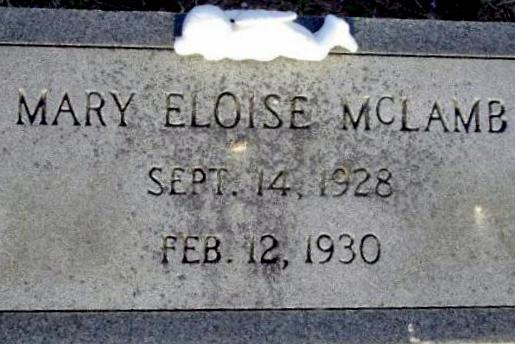 MARY ELOISE McLAMB
SEPT. 14, 1928
FEB. 12, 1930